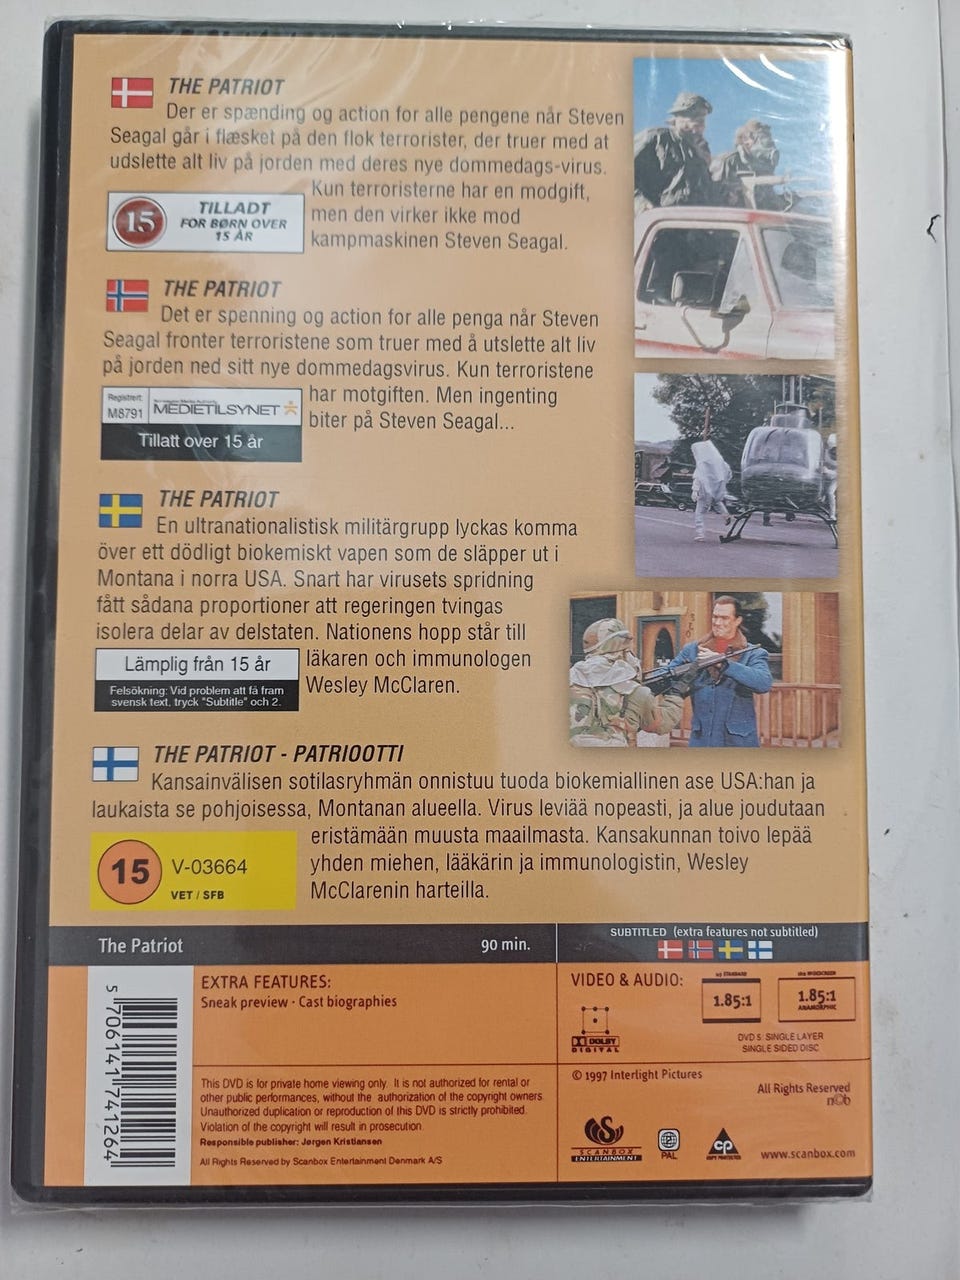 THE PATRIOT
Der er spænding og action for alle pengene når Steven
Seagal går i flæsket på den flok terrorister, der truer med at
udslette alt liv på jorden med deres nye dommedags-virus.
Kun terroristerne har en modgift,
men den virker ikke mod
kampmaskinen Steven Seagal.
15
TILLADT
FOR BØRN OVER
15 ÅR
THE PATRIOT
Det er spenning og action for alle penga når Steven
Seagal fronter terroristene som truer med å utslette alt liv
på jorden ned sitt nye dommedagsvirus. Kun terroristene
har motgiften. Men ingenting
biter på Steven Seagal...
Registrert:
M8791
Norwegian Media Authority
MEDIETILSYNET
Tillatt over 15 år
THE PATRIOT
En ultranationalistisk militärgrupp lyckas komma
över ett dödligt biokemiskt vapen som de släpper ut i
Montana i norra USA. Snart har virusets spridning
fått sådana proportioner att regeringen tvingas
isolera delar av delstaten. Nationens hopp står till
läkaren och immunologen
Wesley McClaren.
Lämplig från 15 år
Felsökning: Vid problem att få fram
svensk text, tryck "Subtitle" och 2.
THE PATRIOT - PATRIOOTTI
Kansainvälisen sotilasryhmän onnistuu tuoda biokemiallinen ase USA:han ja
laukaista se pohjoisessa, Montanan alueella. Virus leviää nopeasti, ja alue joudutaan
eristämään muusta maailmasta. Kansakunnan toivo lepää
yhden miehen, lääkärin ja immunologistin, Wesley
McClarenin harteilla.
15
V-03664
VET / SFB
The Patriot
90 min.
SUBTITLED (extra features not subtitled)
EXTRA FEATURES:
Sneak preview · Cast biographies
VIDEO & AUDIO:
DOLBY
DIGITAL
4:3 STANDARD
1.85:1
16:9 WIDESCREEN
1.85:1
ANAMORPHIC
DVD 5: SINGLE LAYER
SINGLE SIDED DISC
5 706141 741264
This DVD is for private home viewing only. It is not authorized for rental or
other public performances, without the authorization of the copyright owners.
Unauthorized duplication or reproduction of this DVD is strictly prohibited.
Violation of the copyright will result in prosecution.
Responsible publisher: Jørgen Kristiansen
All Rights Reserved by Scanbox Entertainment Denmark A/S
© 1997 Interlight Pictures
All Rights Reserved
nob
SCANBOX
ENTERTAINMENT
PAL
CP
COPY PROTECTED
www.scanbox.com